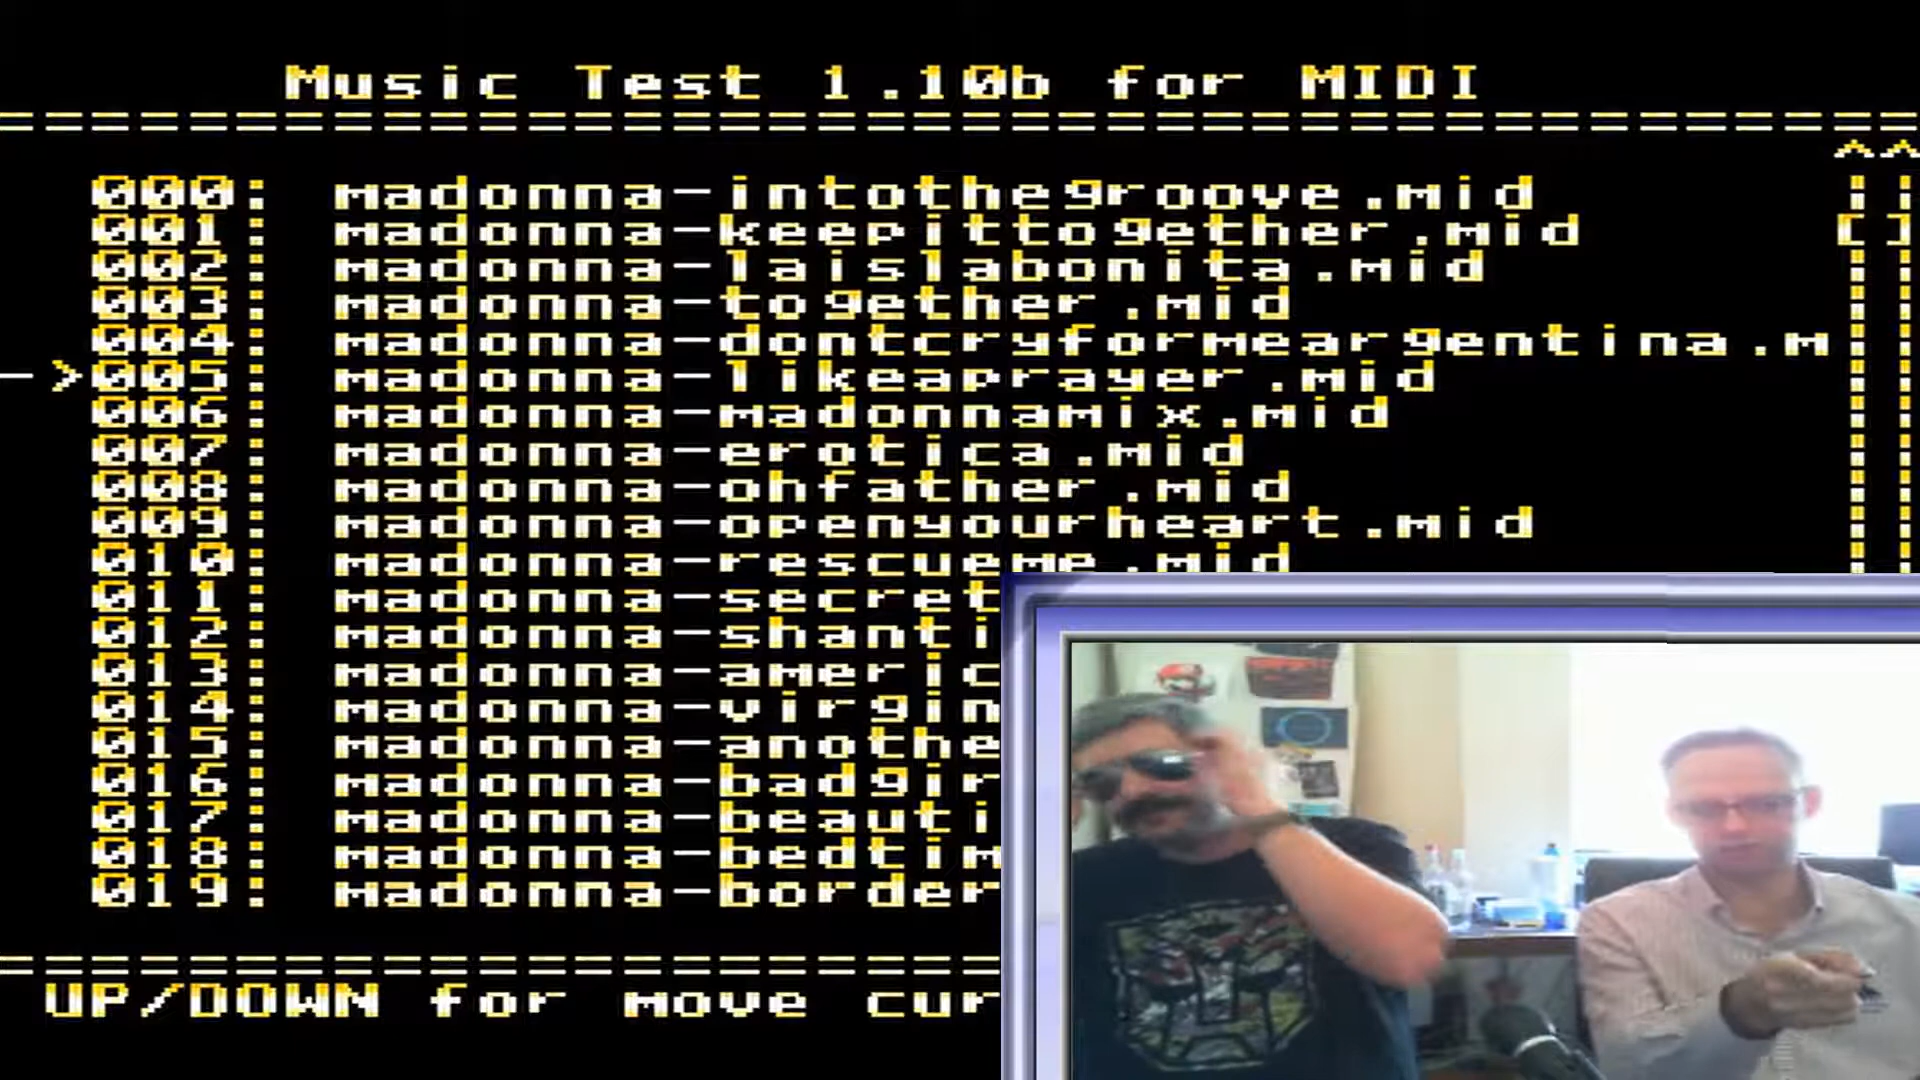 Music Test 1.10b for MIDI
000: madonna-intothegroove.mid
001: madonna-keepittogether.mid
002: madonna-laislabonita.mid
003: madonna-together.mid
004: madonna-dontcryformeargentina.m
-> 005: madonna-likeaprayer.mid
006: madonna-madonnamix.mid
007: madonna-erotica.mid
008: madonna-ohfather.mid
009: madonna-openyourheart.mid
010: madonna-rescueme.mid
011: madonna-secret
012: madonna-shanti
013: madonna-americ
014: madonna-virgin
015: madonna-anothe
016: madonna-badgir
017: madonna-beauti
018: madonna-bedtim
019: madonna-border
UP/DOWN for move cur